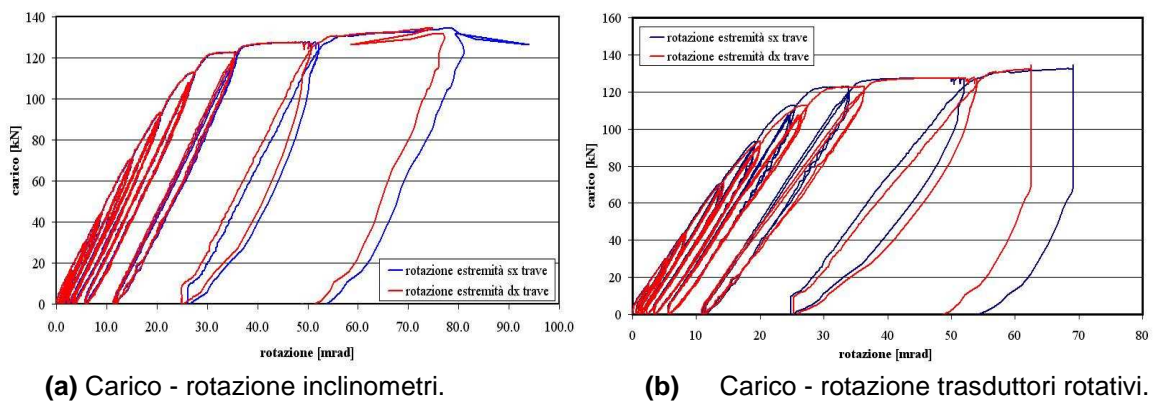 140
120
100
80
60
40
20
0
carico [kN]
0.0 10.0 20.0 30.0 40.0 50.0 60.0 70.0 80.0 90.0 100.0
rotazione [mrad]
rotazione estremità sx trave
rotazione estremità dx trave
(a) Carico - rotazione inclinometri.
160
140
120
100
80
60
40
20
0
carico [kN]
rotazione estremità sx trave
rotazione estremità dx trave
0 10 20 30 40 50 60 70 80
rotazione [mrad]
(b) Carico - rotazione trasduttori rotativi.